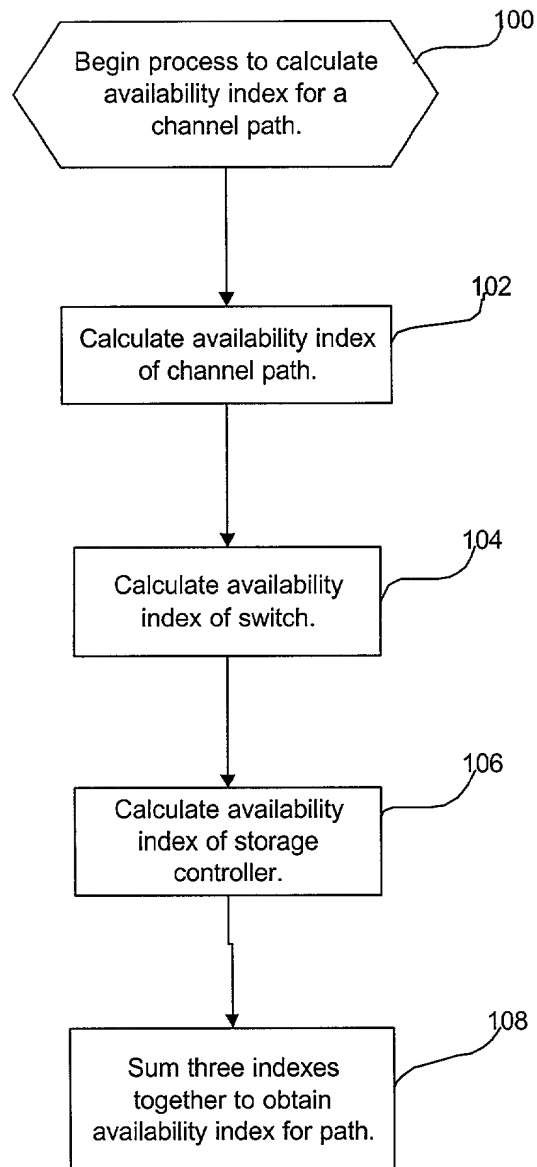 100
Begin process to calculate
availability index for a
channel path.
102
Calculate availability index
of channel path.
104
Calculate availability
index of switch.
106
Calculate availability
index of storage
controller.
108
Sum three indexes
together to obtain
availability index for path.